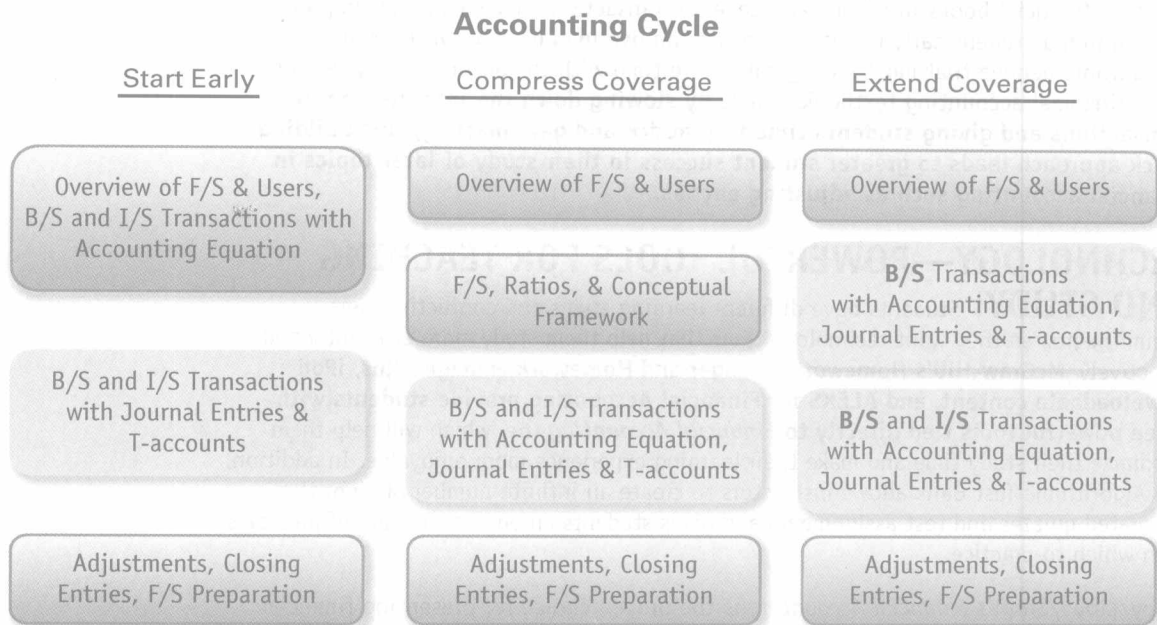 Accounting Cycle
Start Early
Overview of F/S & Users,
B/S and I/S Transactions with
Accounting Equation
B/S and I/S Transactions
with Journal Entries &
T-accounts
Adjustments, Closing
Entries, F/S Preparation
Compress Coverage
Overview of F/S & Users
F/S, Ratios, & Conceptual
Framework
B/S and I/S Transactions
with Accounting Equation,
Journal Entries & T-accounts
Adjustments, Closing
Entries, F/S Preparation
Extend Coverage
Overview of F/S & Users
B/S Transactions
with Accounting Equation,
Journal Entries & T-accounts
B/S and I/S Transactions
with Accounting Equation,
Journal Entries & T-accounts
Adjustments, Closing
Entries, F/S Preparation